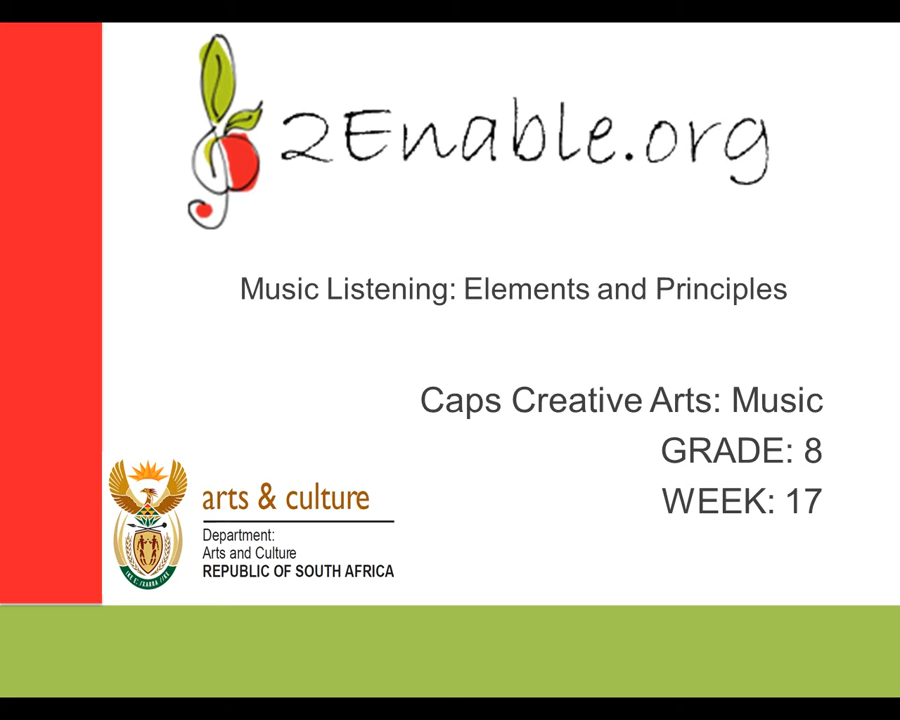 2Enable.org
Music Listening: Elements and Principles
Caps Creative Arts: Music
GRADE: 8
WEEK: 17
arts & culture
Department:
Arts and Culture
REPUBLIC OF SOUTH AFRICA